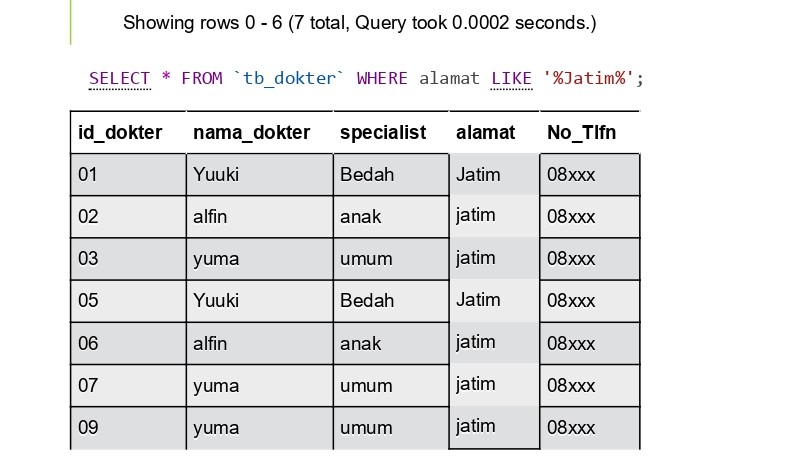 Showing rows 0 - 6 (7 total, Query took 0.0002 seconds.)
SELECT * FROM `tb_dokter` WHERE alamat LIKE '%Jatim%';
id_dokter nama_dokter specialist alamat No_Tlfn
01 Yuuki Bedah Jatim 08xxx
02 alfin anak jatim 08xxx
03 yuma umum jatim 08xxx
05 Yuuki Bedah Jatim 08xxx
06 alfin anak jatim 08xxx
07 yuma umum jatim 08xxx
09 yuma umum jatim 08xxx